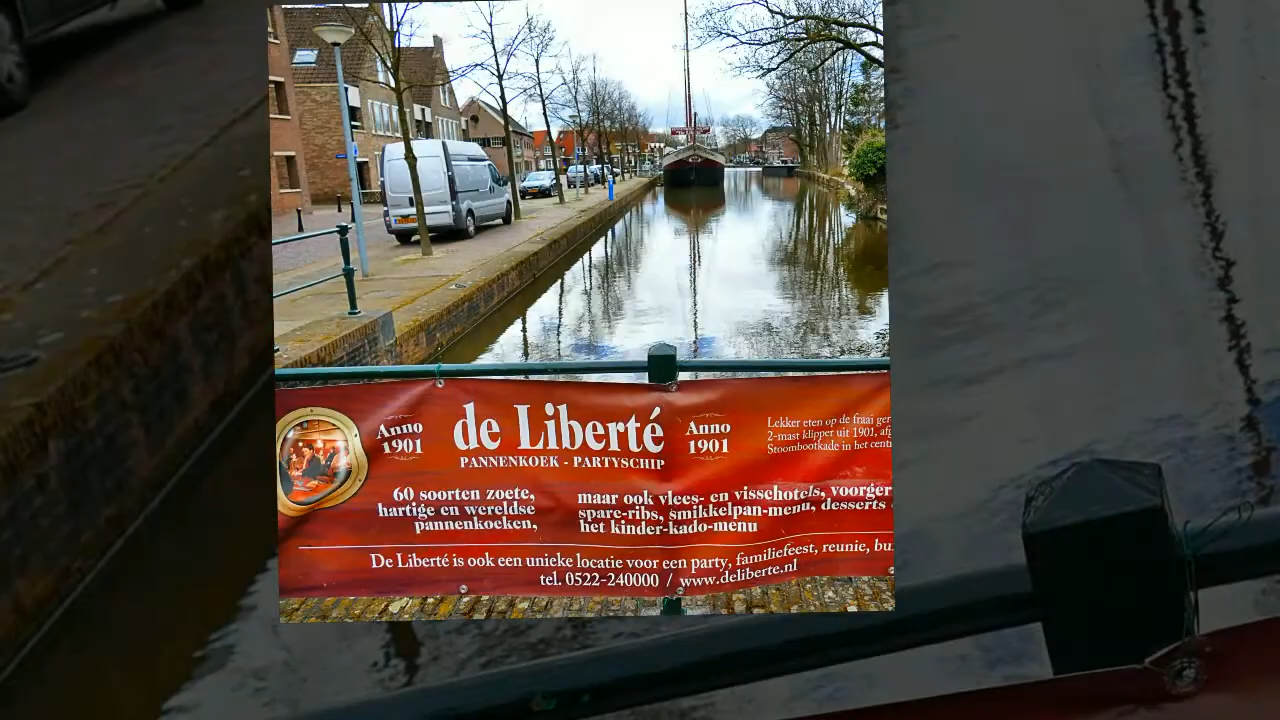 Anno
1901
de Liberté
PANNENKOEK - PARTYSCHIP
Anno
1901
Lekker eten op de fraai
2-mast klipper uit 1901,
Stoombootkade in het
60 soorten zoete,
hartige en wereldse
pannenkoeken,
maar ook vlees- en visschotels,
spare-ribs, smikkelpan-menu, desserts
het kinder-kado-menu
De Liberté is ook een unieke locatie voor een party, familiefeest, reunie,
tel. 0522-240000 / www.deliberte.nl